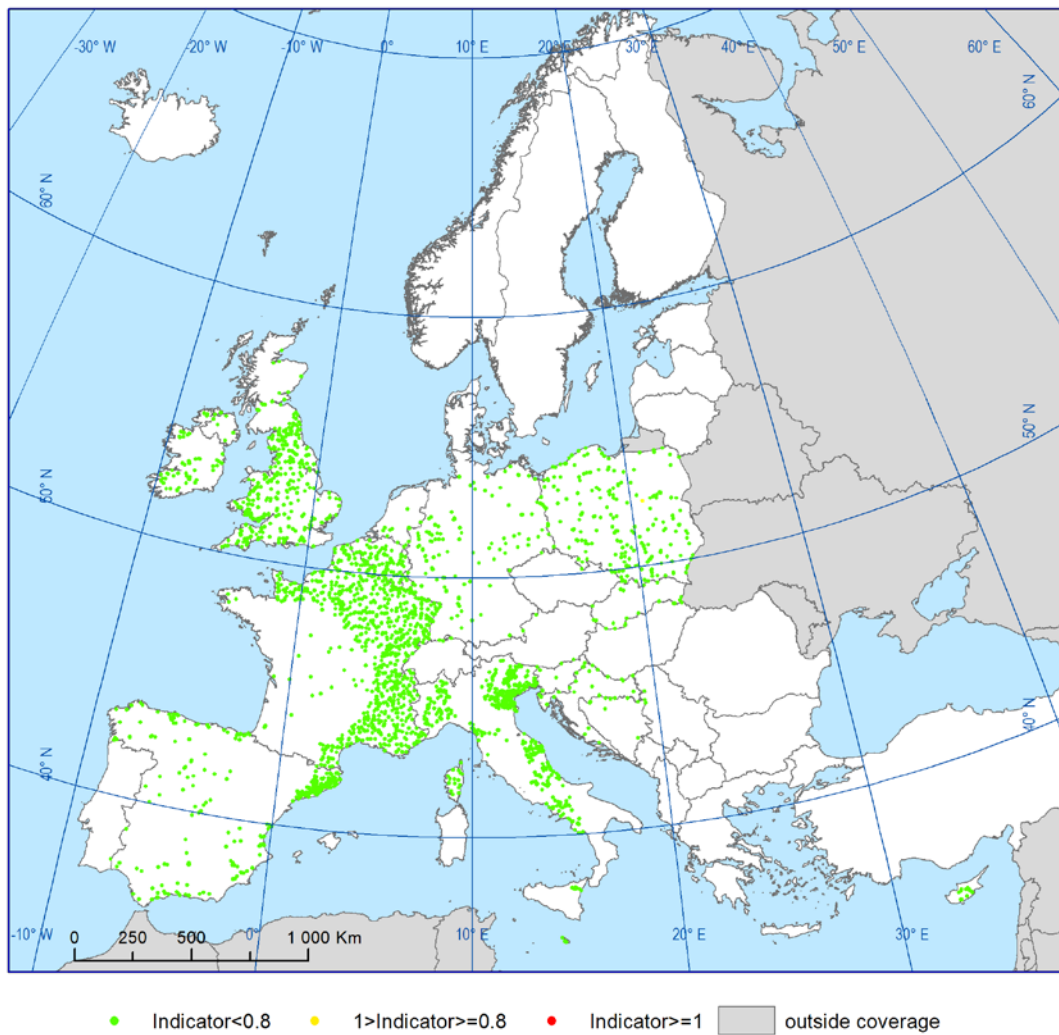 -30° W -20° W -10° W 0° 10° E 20° E 30° E 40° E 50° E 60° E
60° N
60° N
50° N
50° N
40° N
40° N
-10° W 0° 10° E 20° E 30° E
0 250 500 1 000 Km
Indicator<0.8 1>Indicator>=0.8 Indicator>=1 outside coverage